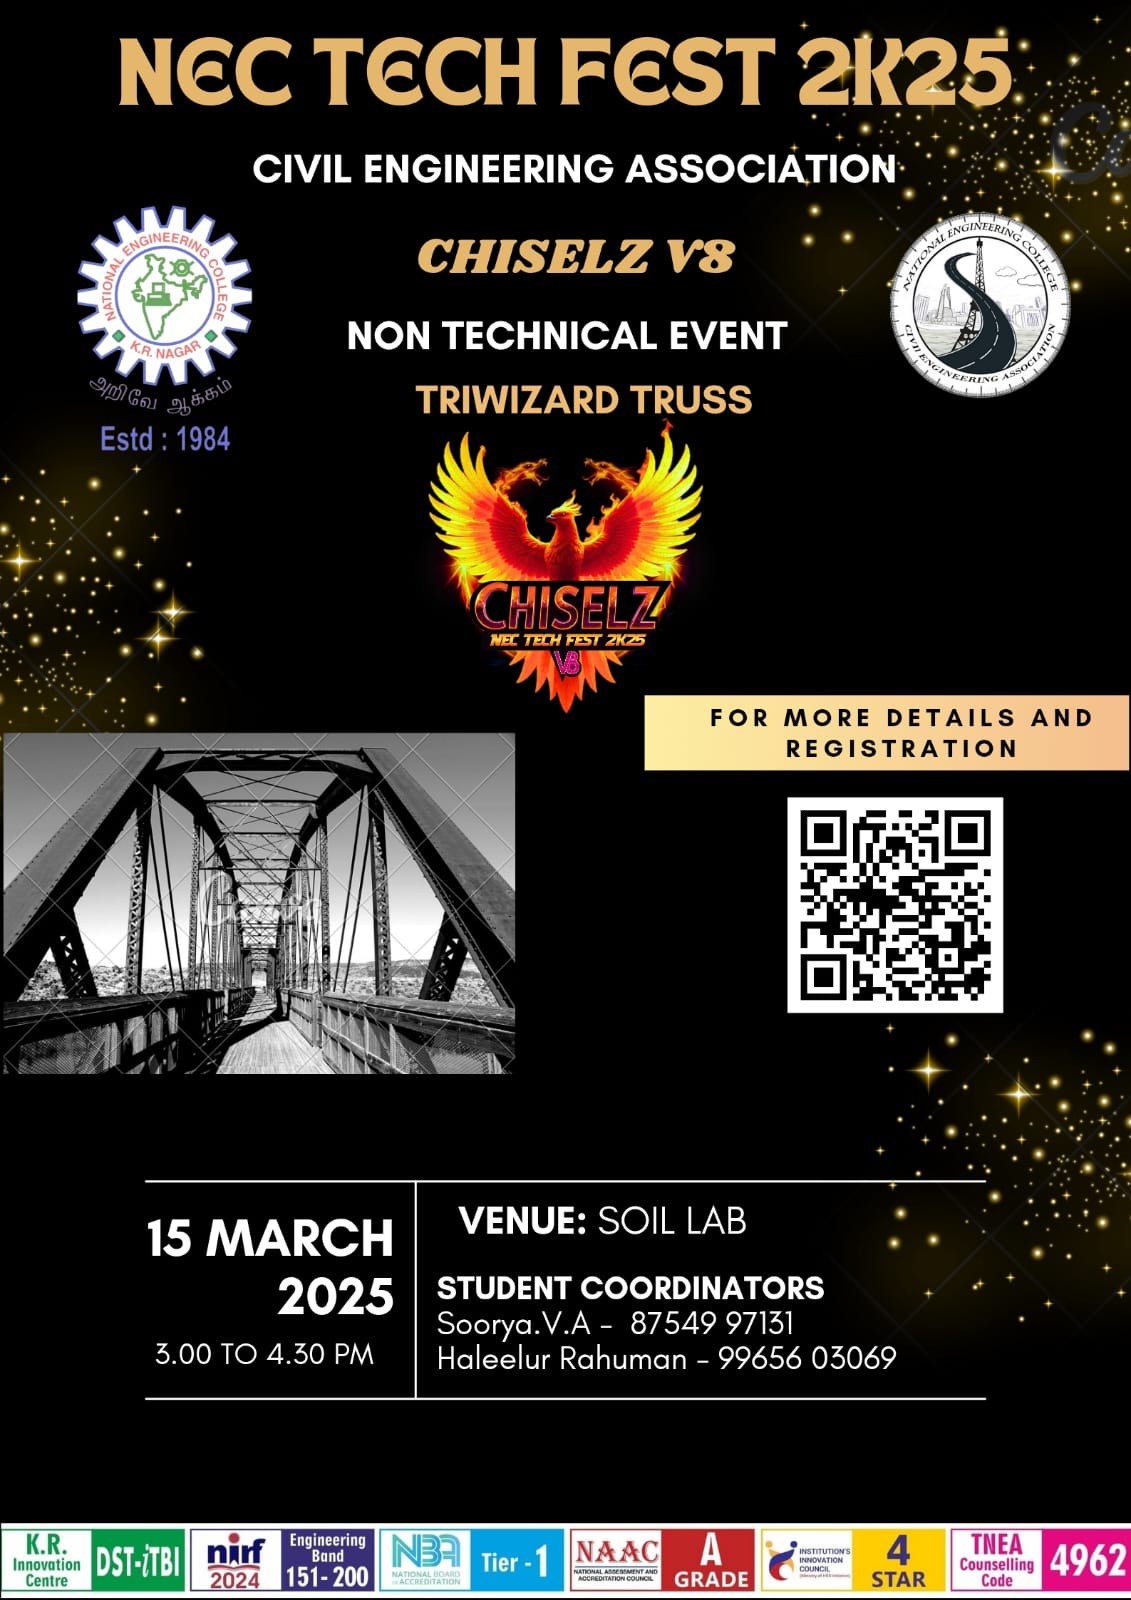 NEC TECH FEST 2K25
CIVIL ENGINEERING ASSOCIATION
CHISELZ V8
NON TECHNICAL EVENT
TRIWIZARD TRUSS
NATIONAL ENGINEERING COLLEGE
K.R. NAGAR
அறிவே ஆக்கம்
Estd : 1984
NATIONAL ENGINEERING COLLEGE
CIVIL ENGINEERING ASSOCIATION
CHISELZ
NEC TECH FEST 2K25
V8
FOR MORE DETAILS AND
REGISTRATION
Canva
15 MARCH
2025
3.00 TO 4.30 PM
VENUE: SOIL LAB
STUDENT COORDINATORS
Soorya.V.A - 87549 97131
Haleelur Rahuman - 99656 03069
K.R.
Innovation
Centre
DST-iTBI
nirf
2024
Engineering
Band
151-200
NBA
NATIONAL BOARD
OF ACCREDITATION
Tier - 1
NAAC
NATIONAL ASSESSMENT AND
ACCREDITATION COUNCIL
A
GRADE
INSTITUTION'S
INNOVATION
COUNCIL
4
STAR
TNEA
Counselling
Code
4962